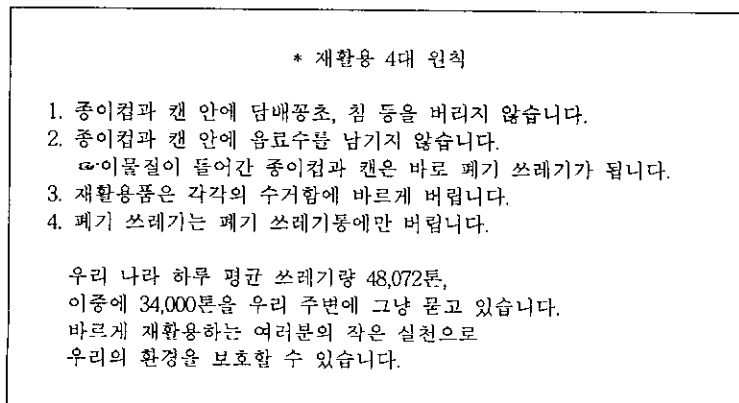 * 재활용 4대 원칙
1. 종이컵과 캔 안에 담배꽁초, 침 등을 버리지 않습니다.
2. 종이컵과 캔 안에 음료수를 남기지 않습니다.
☞이물질이 들어간 종이컵과 캔은 바로 폐기 쓰레기가 됩니다.
3. 재활용품은 각각의 수거함에 바르게 버립니다.
4. 폐기 쓰레기는 폐기 쓰레기통에만 버립니다.
우리 나라 하루 평균 쓰레기량 48,072톤,
이중에 34,000톤을 우리 주변에 그냥 묻고 있습니다.
바르게 재활용하는 여러분의 작은 실천으로
우리의 환경을 보호할 수 있습니다.